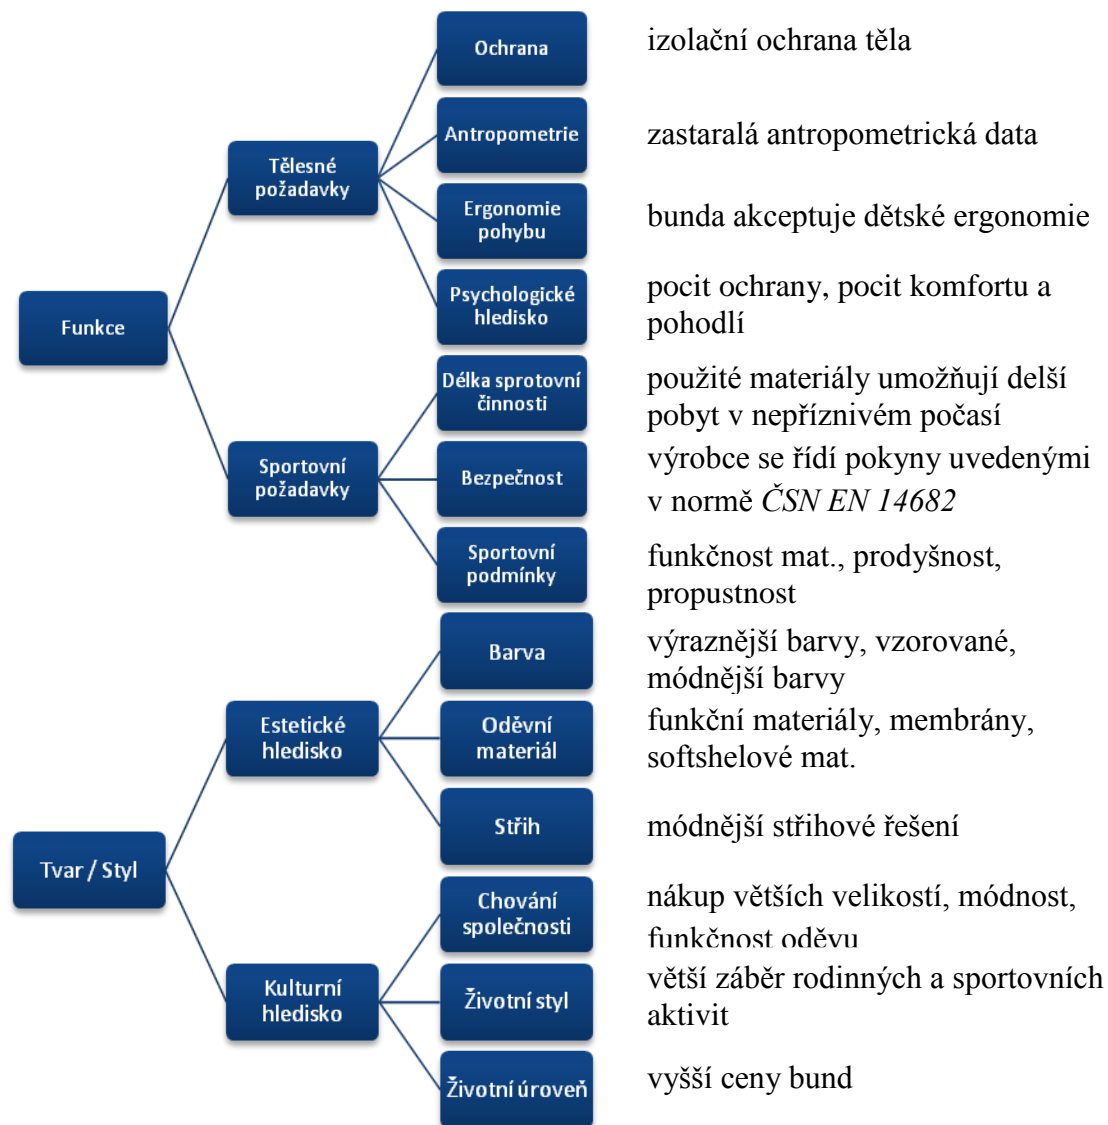 Ochrana
izolační ochrana těla
Antropometrie
zastaralá antropometrická data
Tělesné
požadavky
Ergonomie
pohybu
bunda akceptuje dětské ergonomie
Psychologické
hledisko
pocit ochrany, pocit komfortu a
pohodlí
Funkce
Délka sprotovní
činnosti
použité materiály umožňují delší
pobyt v nepříznivém počasí
Sportovní
požadavky
Bezpečnost
výrobce se řídí pokyny uvedenými
v normě ČSN EN 14682
Sportovní
podmínky
funkčnost mat., prodyšnost,
propustnost
Barva
výraznější barvy, vzorované,
módnější barvy
Estetické
hledisko
Oděvní
materiál
funkční materiály, membrány,
softshelové mat.
Střih
módnější střihové řešení
Tvar / Styl
Chování
společnosti
nákup větších velikostí, módnost,
funkčnost oděvu
Kulturní
hledisko
Životní styl
větší záběr rodinných a sportovních
aktivit
Životní úroveň
vyšší ceny bund